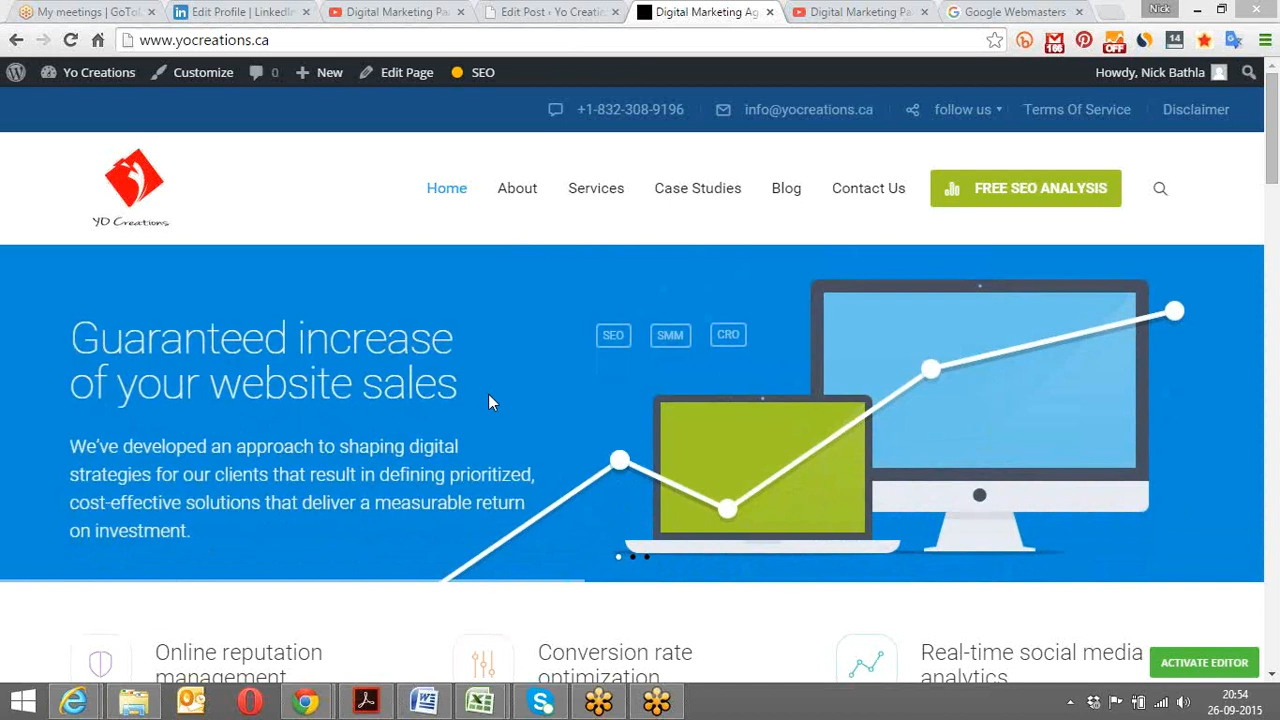 My meetings | GoTo
Edit Profile | LinkedIn
Digital Marketing Pa
Edit Post ‹ Yo Creatio
Digital Marketing Ag
Digital Marketing Pa
Google Webmasters
Nick
www.yocreations.ca
166
OFF
14
Yo Creations
Customize
0
New
Edit Page
SEO
Howdy, Nick Bathla
+1-832-308-9196
info@yocreations.ca
follow us
Terms Of Service
Disclaimer
YO Creations
Home
About
Services
Case Studies
Blog
Contact Us
FREE SEO ANALYSIS
Guaranteed increase
of your website sales
SEO
SMM
CRO
We've developed an approach to shaping digital
strategies for our clients that result in defining prioritized,
cost-effective solutions that deliver a measurable return
on investment.
Online reputation
management
Conversion rate
optimization
Real-time social media
analytics
ACTIVATE EDITOR
20:54
26-09-2015